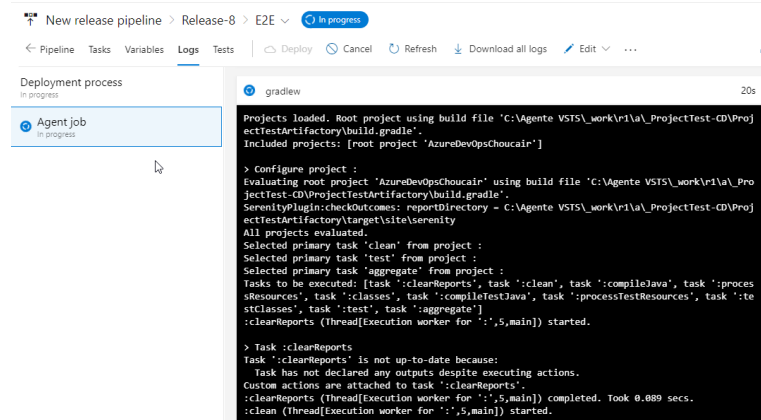 New release pipeline > Release-8 > E2E In progress
Pipeline Tasks Variables Logs Tests Deploy Cancel Refresh Download all logs Edit ...
Deployment process
In progress
Agent job
In progress
gradlew 20s
Projects loaded. Root project using build file 'C:\Agente VSTS\_work\r1\a\_ProjectTest-CD\Proj
ectTestArtifactory\build.gradle'.
Included projects: [root project 'AzureDevOpsChoucair']
> Configure project :
Evaluating root project 'AzureDevOpsChoucair' using build file 'C:\Agente VSTS\_work\r1\a\_Pro
jectTest-CD\ProjectTestArtifactory\build.gradle'.
SerenityPlugin:checkOutcomes: reportDirectory = C:\Agente VSTS\_work\r1\a\_ProjectTest-CD\Proj
ectTestArtifactory\target\site\serenity
All projects evaluated.
Selected primary task 'clean' from project :
Selected primary task 'test' from project :
Selected primary task 'aggregate' from project :
Tasks to be executed: [task ':clearReports', task ':clean', task ':compileJava', task ':proces
sResources', task ':classes', task ':compileTestJava', task ':processTestResources', task ':te
stClasses', task ':test', task ':aggregate']
:clearReports (Thread[Execution worker for ':',5,main]) started.
> Task :clearReports
Task ':clearReports' is not up-to-date because:
Task has not declared any outputs despite executing actions.
Custom actions are attached to task ':clearReports'.
:clearReports (Thread[Execution worker for ':',5,main]) completed. Took 0.089 secs.
:clean (Thread[Execution worker for ':',5,main]) started.